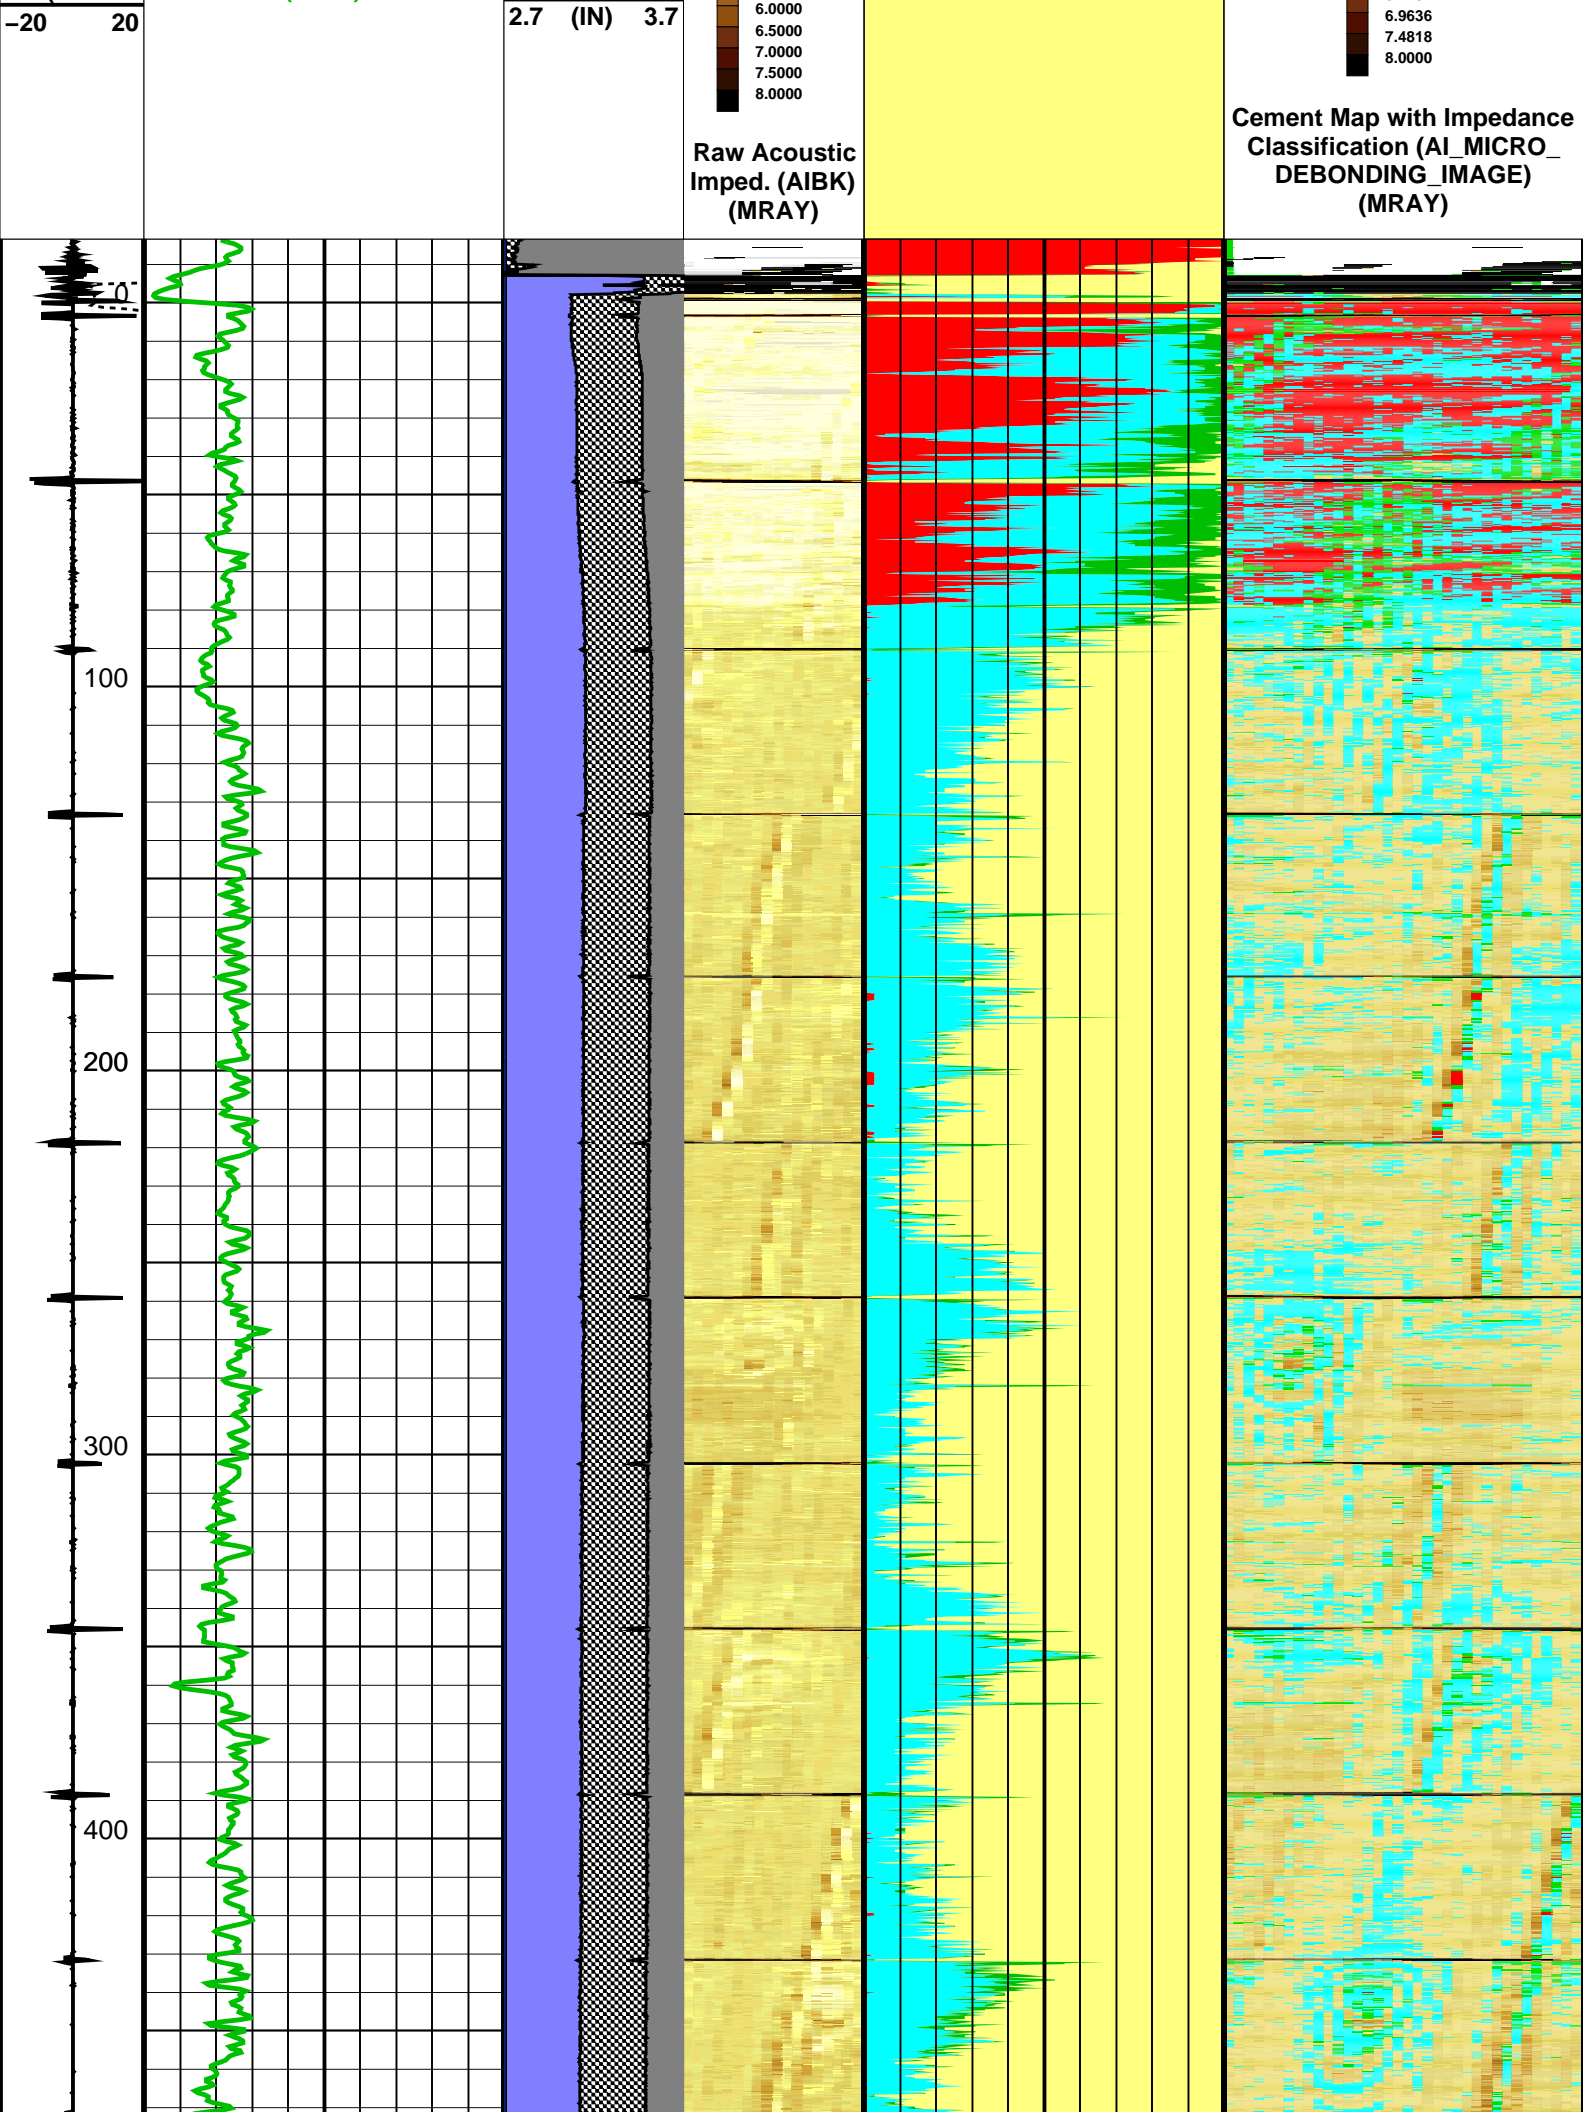 −20 20
2.7 (IN) 3.7
6.0000
6.5000
7.0000
7.5000
8.0000
6.9636
7.4818
8.0000
Raw Acoustic
Imped. (AIBK)
(MRAY)
Cement Map with Impedance
Classification (AI_MICRO_
DEBONDING_IMAGE)
(MRAY)
0
100
200
300
400